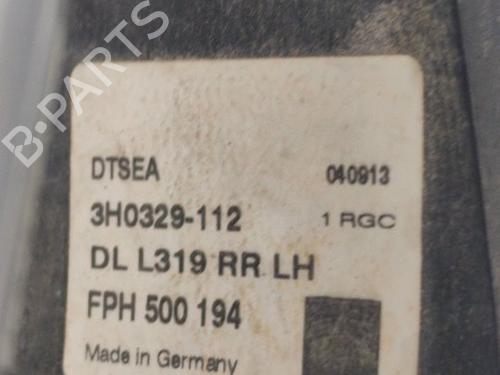 B-PARTS
DTSEA 040913
3H0329-112 1 RGC
DL L319 RR LH
FPH 500 194
Made in Germany